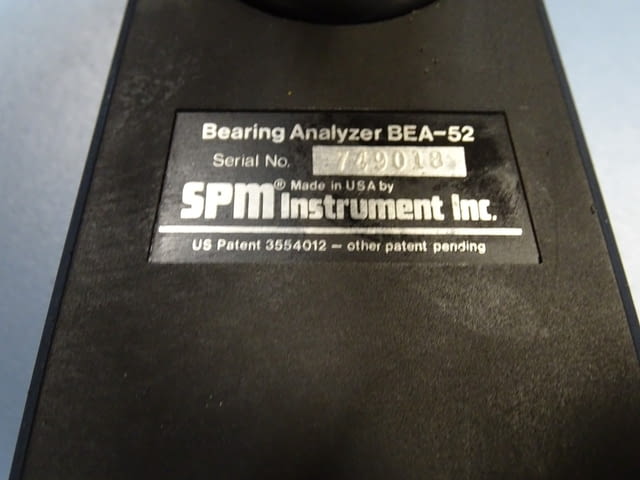 Bearing Analyzer BEA-52
Serial No. 749018
® Made in USA by
SPM Instrument Inc.
US Patent 3554012 – other patent pending